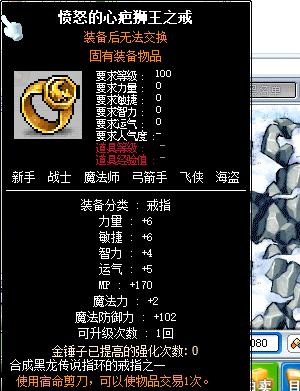 愤怒的心疤狮王之戒
装备后无法交换
固有装备物品
要求等级： 100
要求力量： 0
要求敏捷： 0
要求智力： 0
要求运气： 0
要求人气度： -
道具等级： -
道具经验值： -
新手 战士 魔法师 弓箭手 飞侠 海盗
装备分类 ： 戒指
力量 ： +6
敏捷 ： +6
智力 ： +4
运气 ： +5
MP ： +170
魔法力 ： +2
魔法防御力 ： +102
可升级次数 ： 1回
金锤子已提高的强化次数: 0
合成黑龙传说指环的戒指之一
使用宿命剪刀，可以使物品交易1次。
080